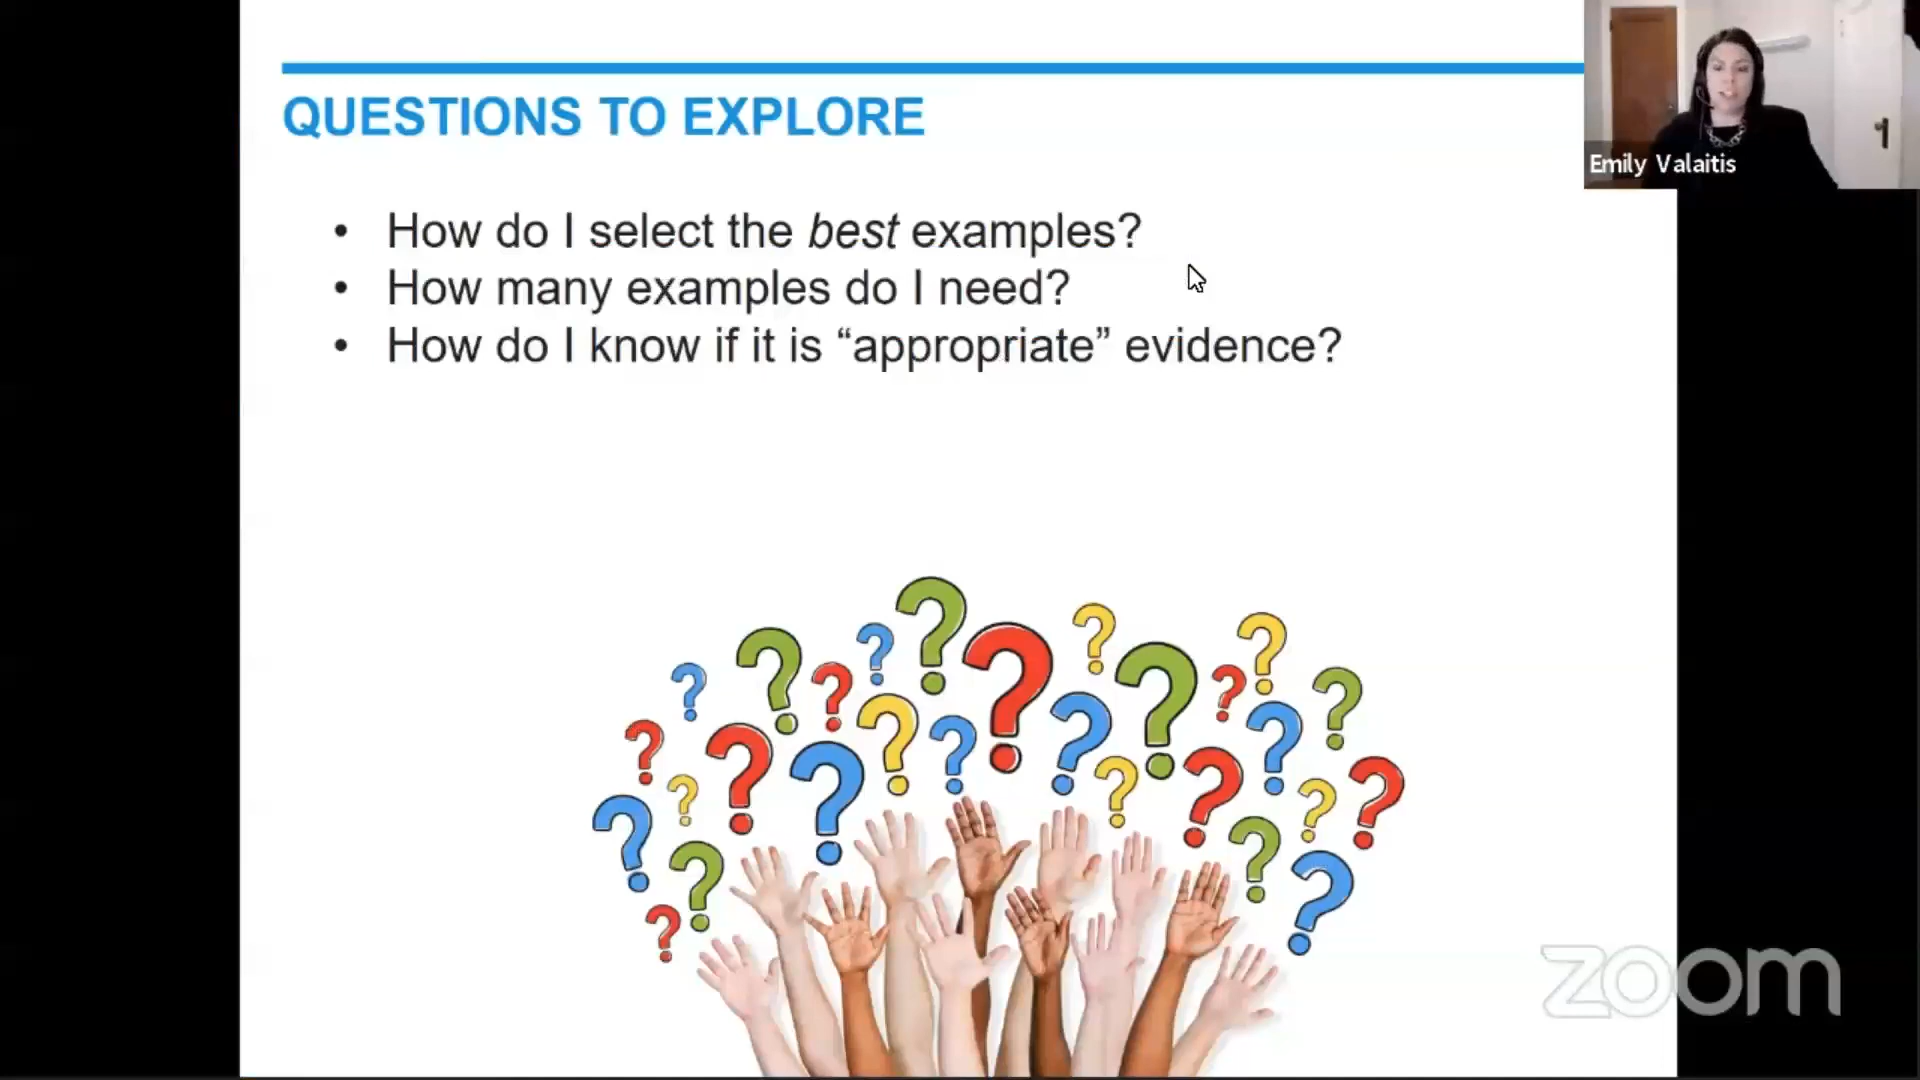 QUESTIONS TO EXPLORE
Emily Valaitis
• How do I select the best examples?
• How many examples do I need?
• How do I know if it is “appropriate” evidence?
zoom